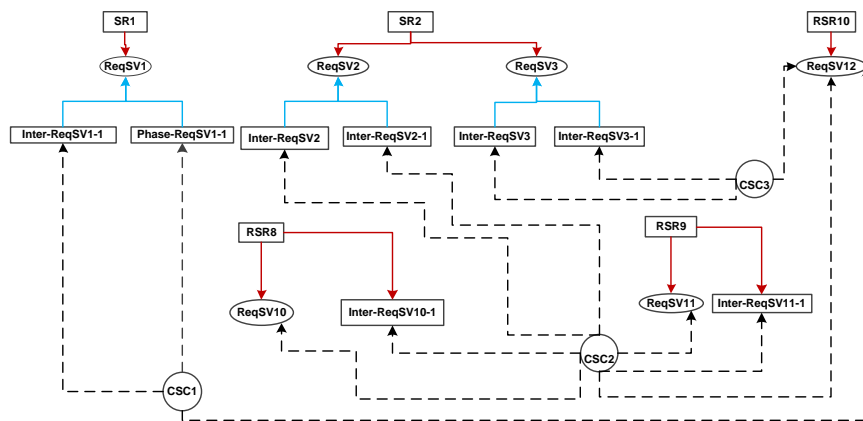 SR1
SR2
RSR10
ReqSV1
ReqSV2
ReqSV3
ReqSV12
Inter-ReqSV1-1
Phase-ReqSV1-1
Inter-ReqSV2
Inter-ReqSV2-1
Inter-ReqSV3
Inter-ReqSV3-1
CSC3
RSR8
RSR9
ReqSV10
Inter-ReqSV10-1
ReqSV11
Inter-ReqSV11-1
CSC2
CSC1